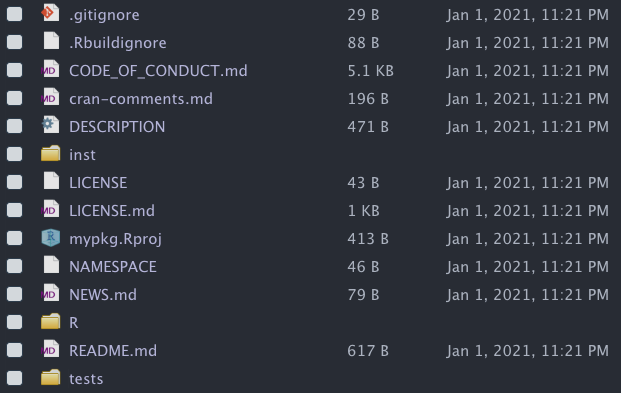 .gitignore 29 B Jan 1, 2021, 11:21 PM
.Rbuildignore 88 B Jan 1, 2021, 11:21 PM
MD CODE_OF_CONDUCT.md 5.1 KB Jan 1, 2021, 11:21 PM
MD cran-comments.md 196 B Jan 1, 2021, 11:21 PM
DESCRIPTION 471 B Jan 1, 2021, 11:21 PM
inst
LICENSE 43 B Jan 1, 2021, 11:21 PM
MD LICENSE.md 1 KB Jan 1, 2021, 11:21 PM
R mypkg.Rproj 413 B Jan 1, 2021, 11:21 PM
NAMESPACE 46 B Jan 1, 2021, 11:21 PM
MD NEWS.md 79 B Jan 1, 2021, 11:21 PM
R
MD README.md 617 B Jan 1, 2021, 11:21 PM
tests